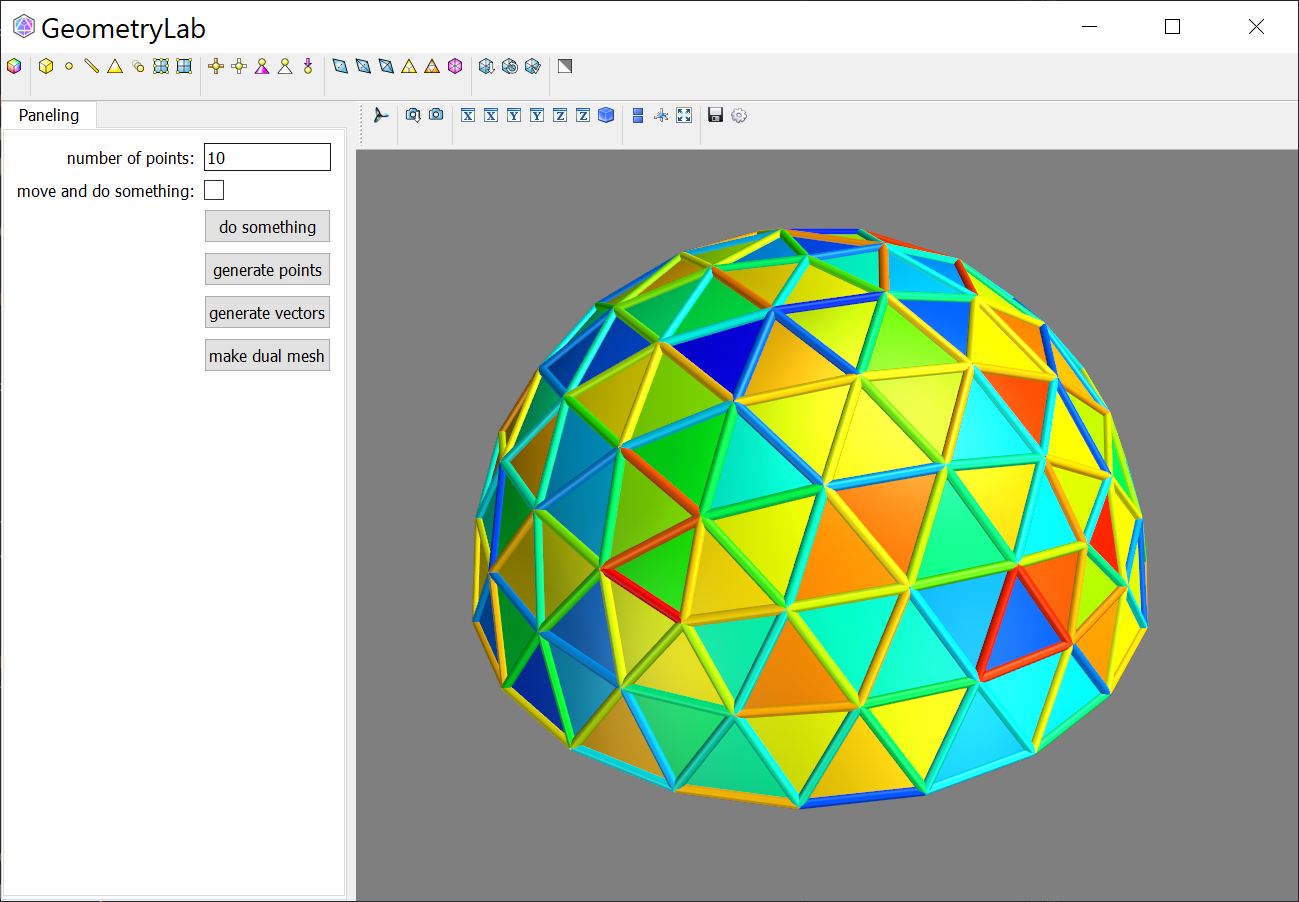 GeometryLab
Paneling
X X Y Y Z Z
number of points: 10
move and do something:
do something
generate points
generate vectors
make dual mesh